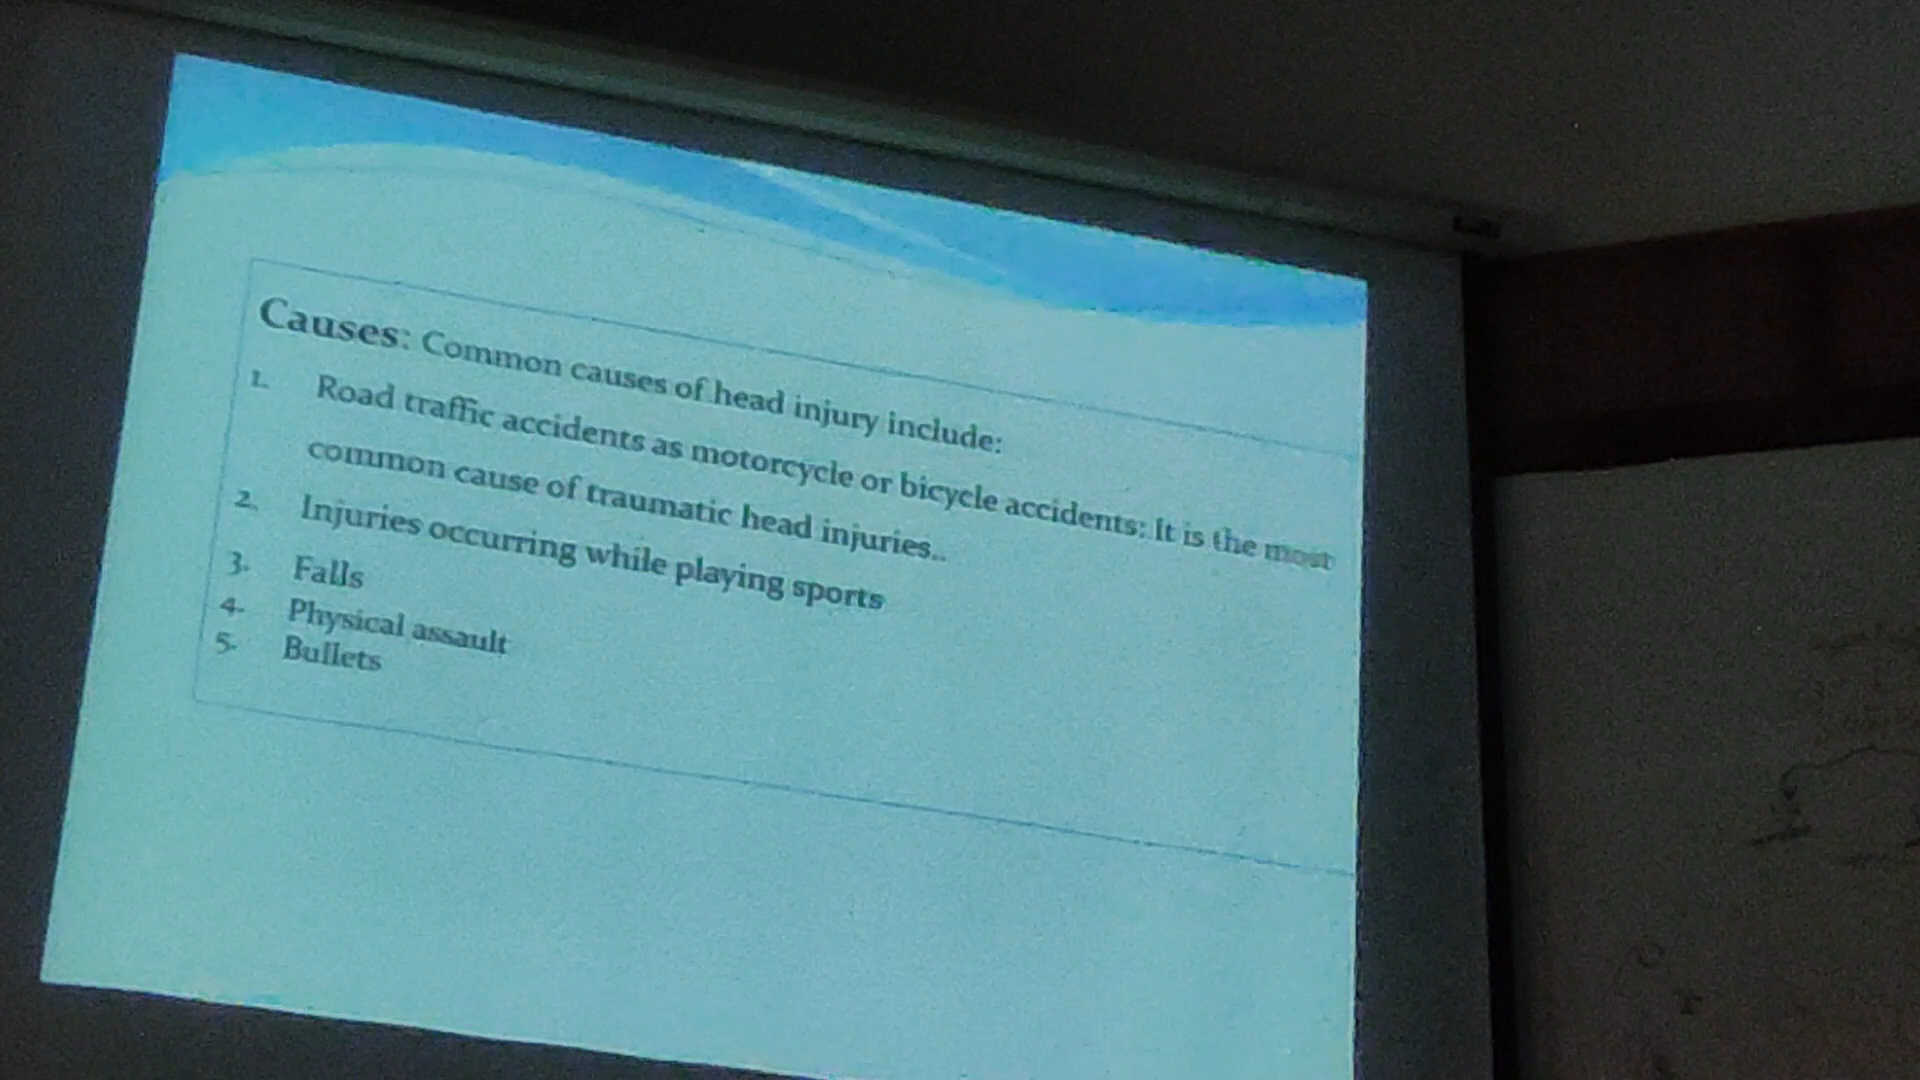 Causes: Common causes of head injury include:
1. Road traffic accidents as motorcycle or bicycle accidents: It is the most
common cause of traumatic head injuries..
2. Injuries occurring while playing sports
3. Falls
4. Physical assault
5. Bullets